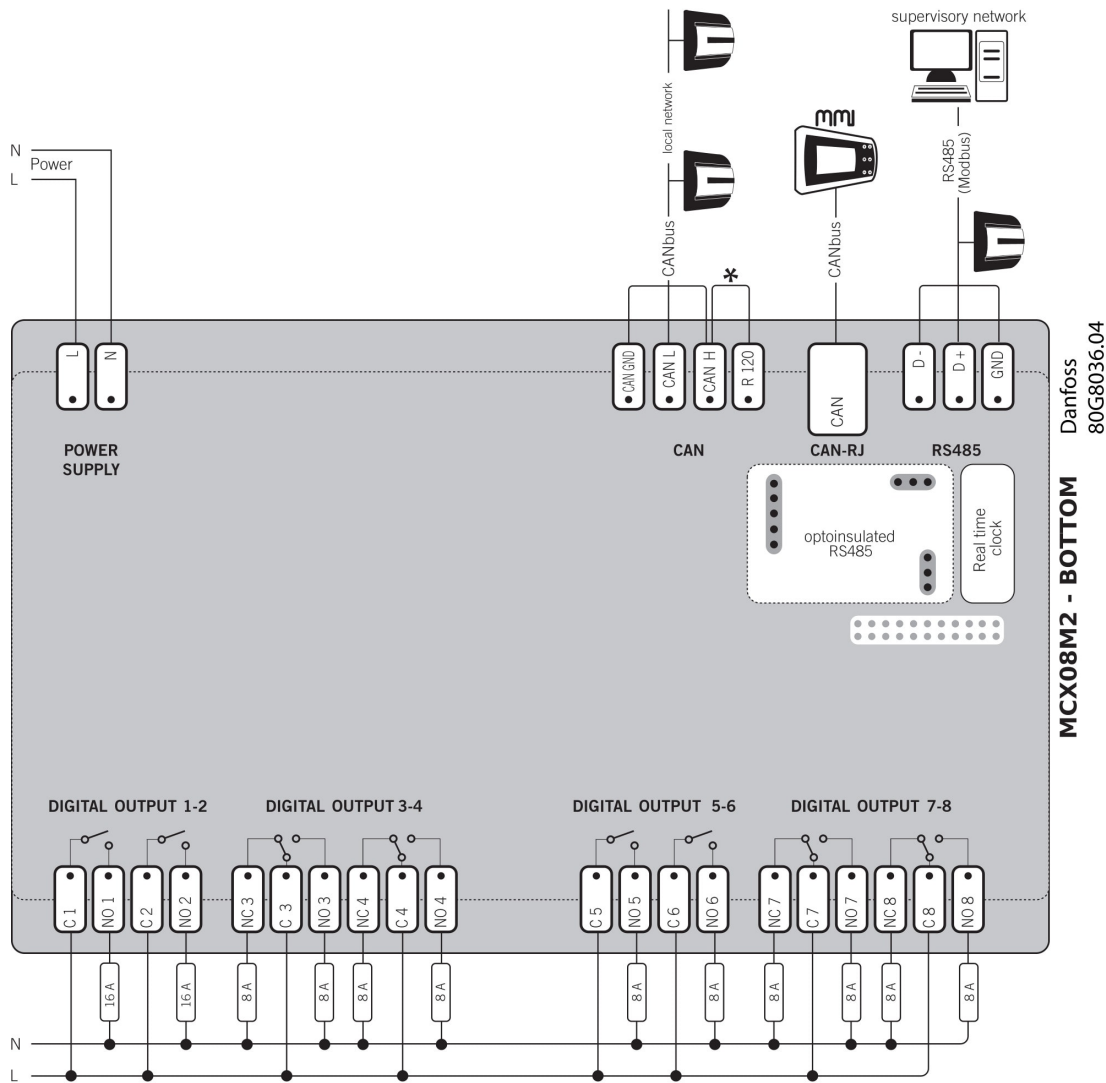 supervisory network
local network
mmi
RS485
(Modbus)
N
Power
L
CANbus
CANbus
*
L
N
CAN GND
CAN L
CAN H
R 120
CAN
D -
D +
GND
POWER
SUPPLY
CAN
CAN-RJ
RS485
optoinsulated
RS485
Real time
clock
Danfoss
80G8036.04
MCX08M2 - BOTTOM
DIGITAL OUTPUT 1-2
DIGITAL OUTPUT 3-4
DIGITAL OUTPUT 5-6
DIGITAL OUTPUT 7-8
C 1
NO 1
C 2
NO 2
NC 3
C 3
NO 3
NC 4
C 4
NO 4
C 5
NO 5
C 6
NO 6
NC 7
C 7
NO 7
NC 8
C 8
NO 8
16 A
16 A
8 A
8 A
8 A
8 A
8 A
8 A
8 A
8 A
8 A
8 A
N
L